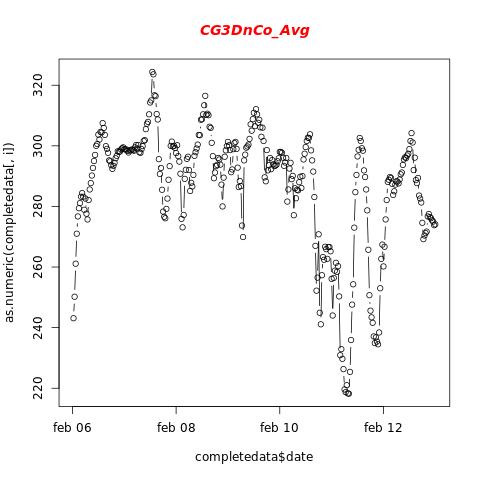 CG3DnCo_Avg
as.numeric(completedata[, i])
320
300
280
260
240
220
feb 06
feb 08
feb 10
feb 12
completedata$date